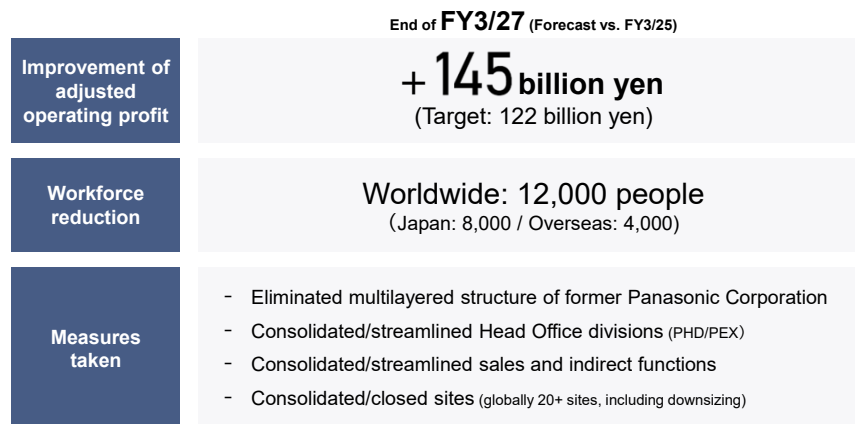 End of FY3/27 (Forecast vs. FY3/25)
Improvement of
adjusted
operating profit
+145 billion yen
(Target: 122 billion yen)
Workforce
reduction
Worldwide: 12,000 people
（Japan: 8,000 / Overseas: 4,000)
Measures
taken
- Eliminated multilayered structure of former Panasonic Corporation
- Consolidated/streamlined Head Office divisions (PHD/PEX）
- Consolidated/streamlined sales and indirect functions
- Consolidated/closed sites (globally 20+ sites, including downsizing)